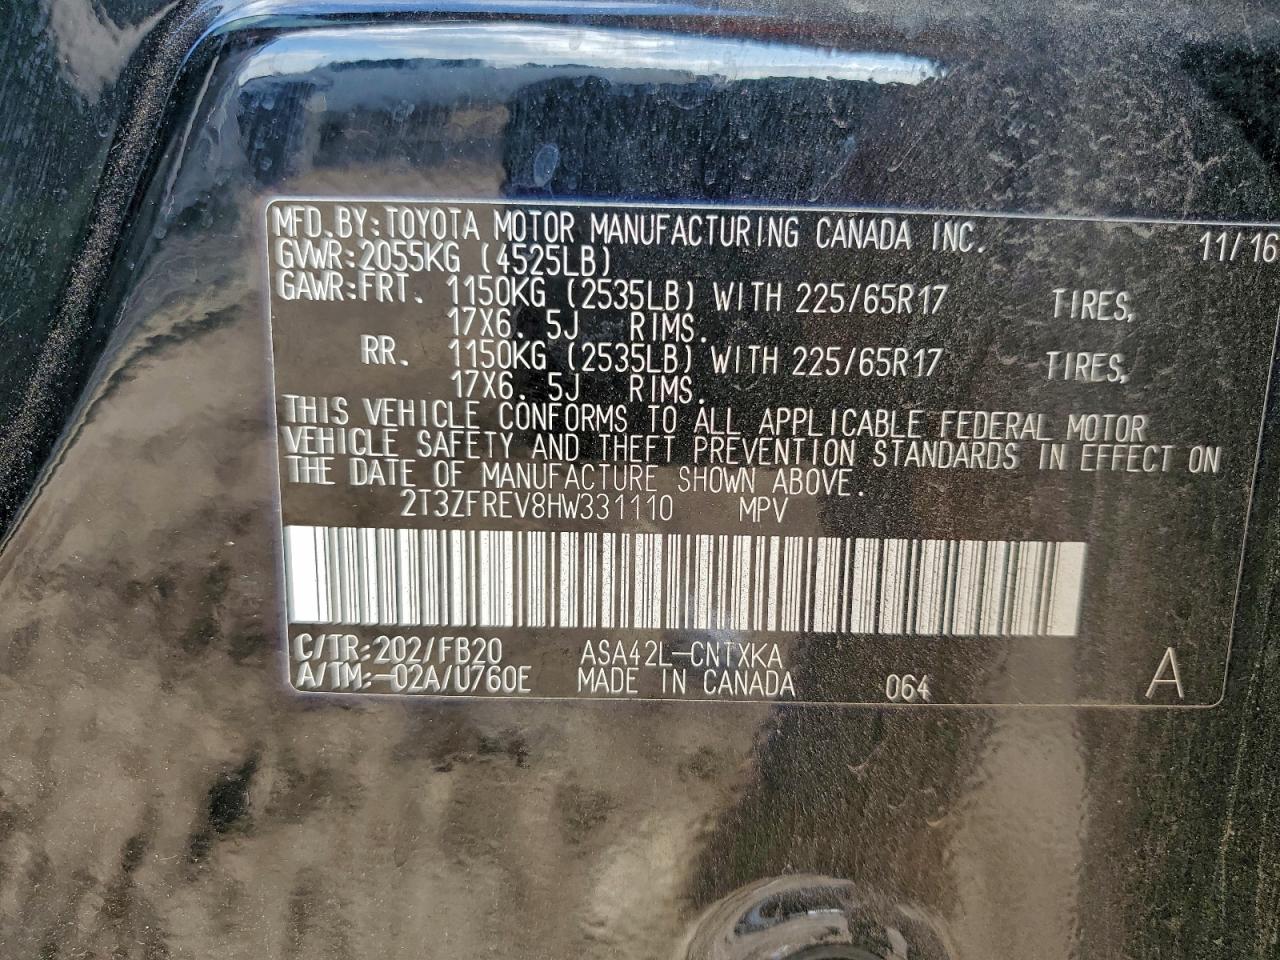 MFD.BY:TOYOTA MOTOR MANUFACTURING CANADA INC. 11/16
GVWR:2055KG (4525LB)
GAWR:FRT. 1150KG (2535LB) WITH 225/65R17 TIRES,
17X6.5J RIMS.
RR. 1150KG (2535LB) WITH 225/65R17 TIRES,
17X6.5J RIMS.
THIS VEHICLE CONFORMS TO ALL APPLICABLE FEDERAL MOTOR
VEHICLE SAFETY AND THEFT PREVENTION STANDARDS IN EFFECT ON
THE DATE OF MANUFACTURE SHOWN ABOVE.
2T3ZFREV8HW331110 MPV
C/TR:202/FB20 ASA42L-CNTXKA
A/TM:-02A/U760E MADE IN CANADA 064 A